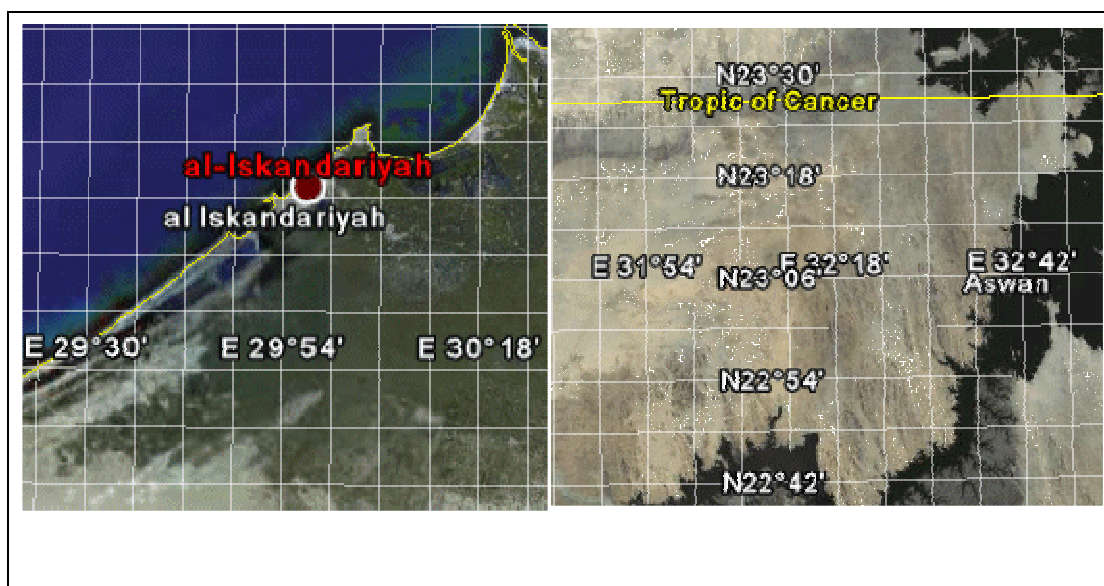 al-Iskandariyah
al Iskandariyah
E 29°30'
E 29°54'
E 30°18'
N23°30'
Tropic of Cancer
N23°18'
E 31°54'
E 32°18'
E 32°42'
N23°06'
Aswan
N22°54'
N22°42'